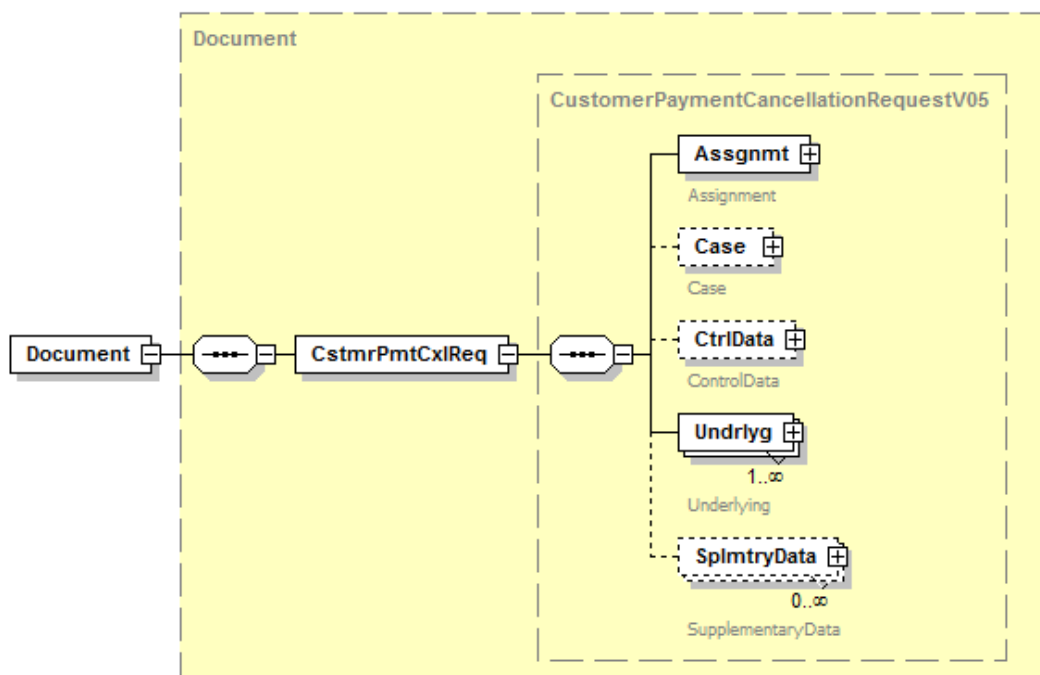 Document
CustomerPaymentCancellationRequestV05
Assgnmt
Assignment
Case
Case
CtrlData
ControlData
Document
CstmrPmtCxlReq
Undrlyg
1..∞
Underlying
SplmtryData
0..∞
SupplementaryData